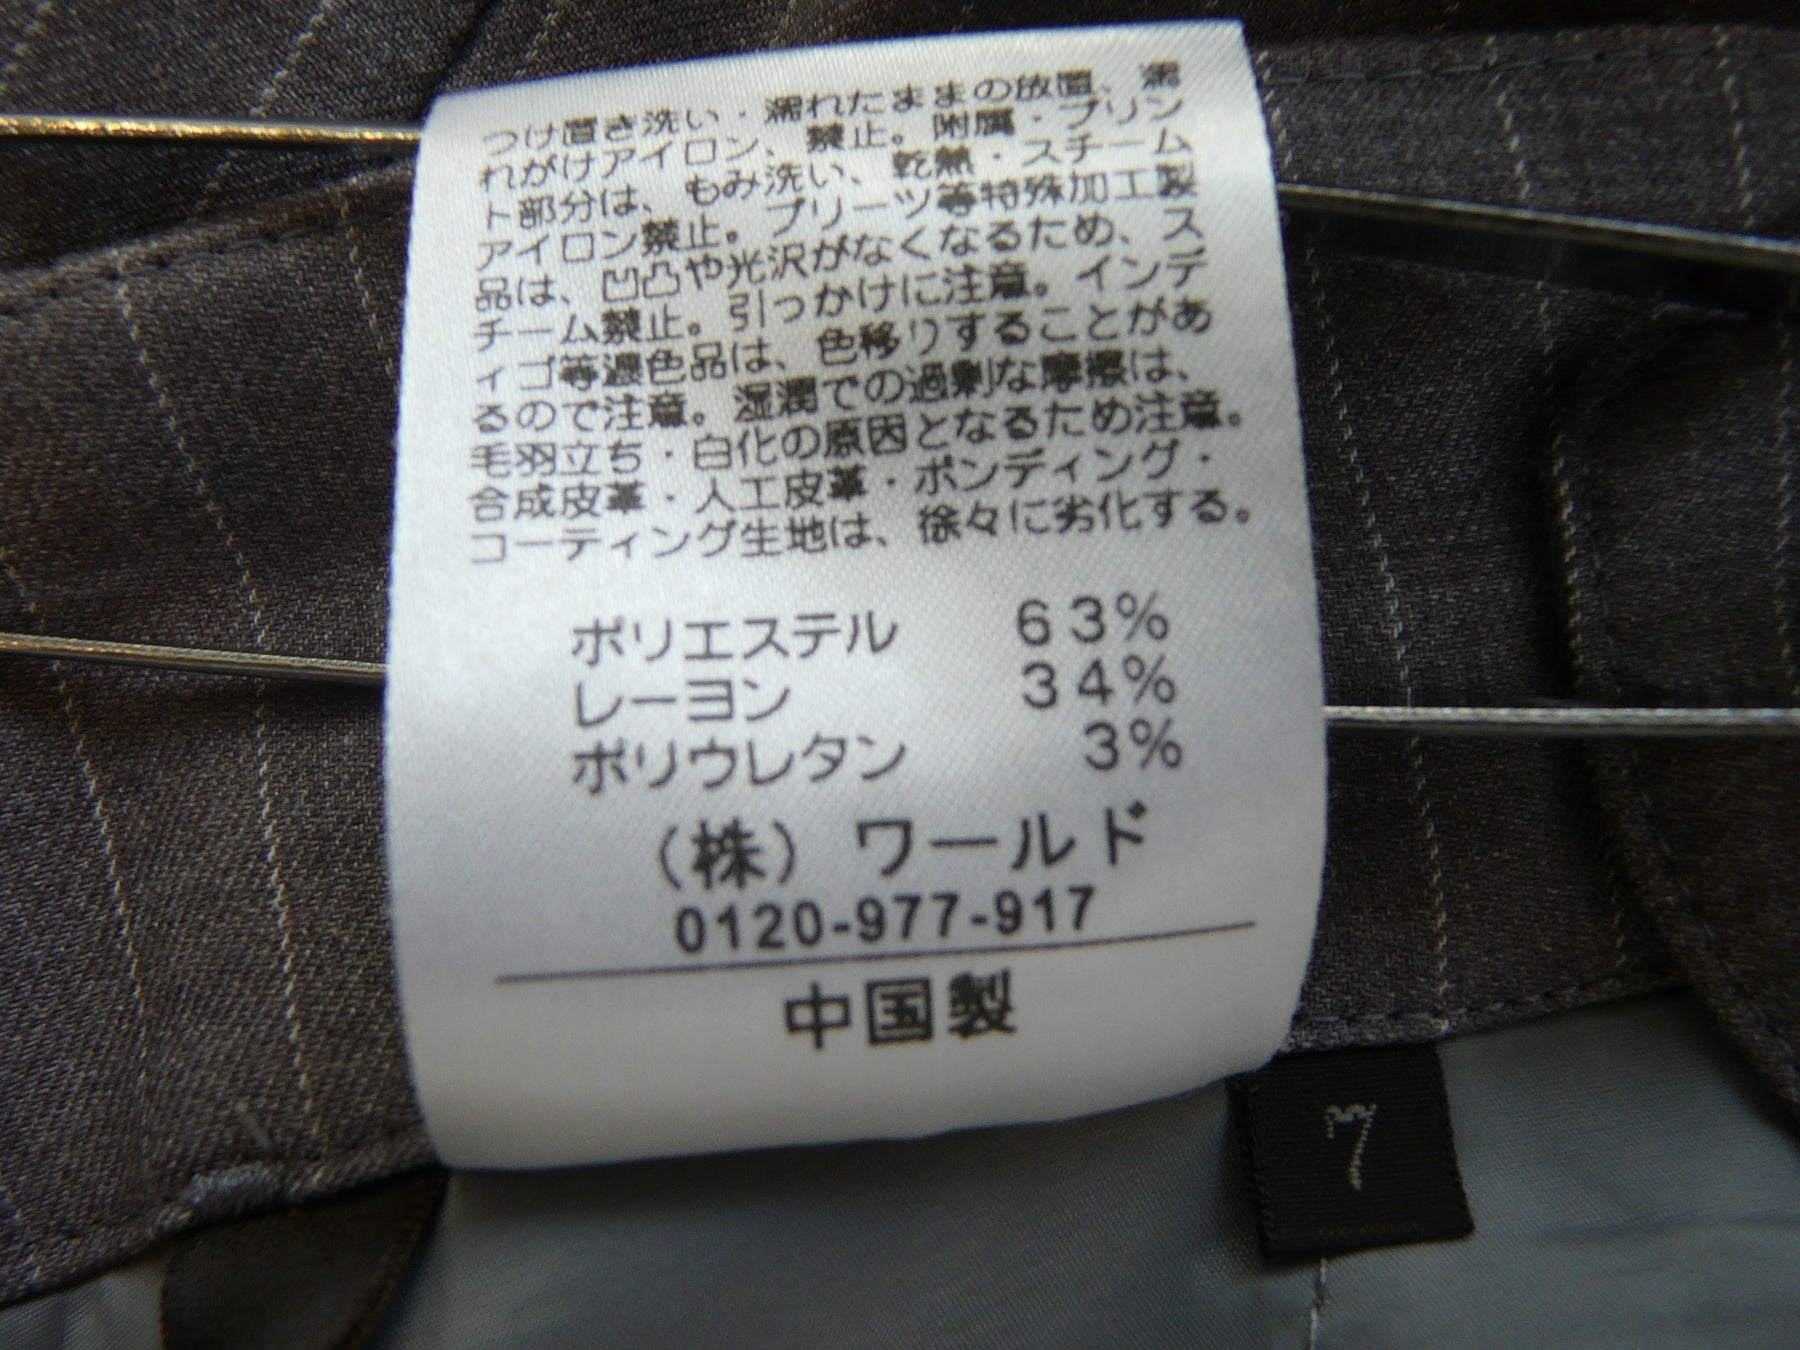 つけ置き洗い・濡れたままの放置、濡
れがけアイロン、禁止。附属・プリン
ト部分は、もみ洗い、乾熱・スチーム
アイロン禁止。プリーツ等特殊加工製
品は、凹凸や光沢がなくなるため、ス
チーム禁止。引っかけに注意。インデ
ィゴ等濃色品は、色移りすることがあ
るので注意。湿潤での過剰な摩擦は、
毛羽立ち・白化の原因となるため注意。
合成皮革・人工皮革・ボンディング・
コーティング生地は、徐々に劣化する。
ポリエステル 63%
レーヨン 34%
ポリウレタン 3%
(株) ワールド
0120-977-917
中国製
7